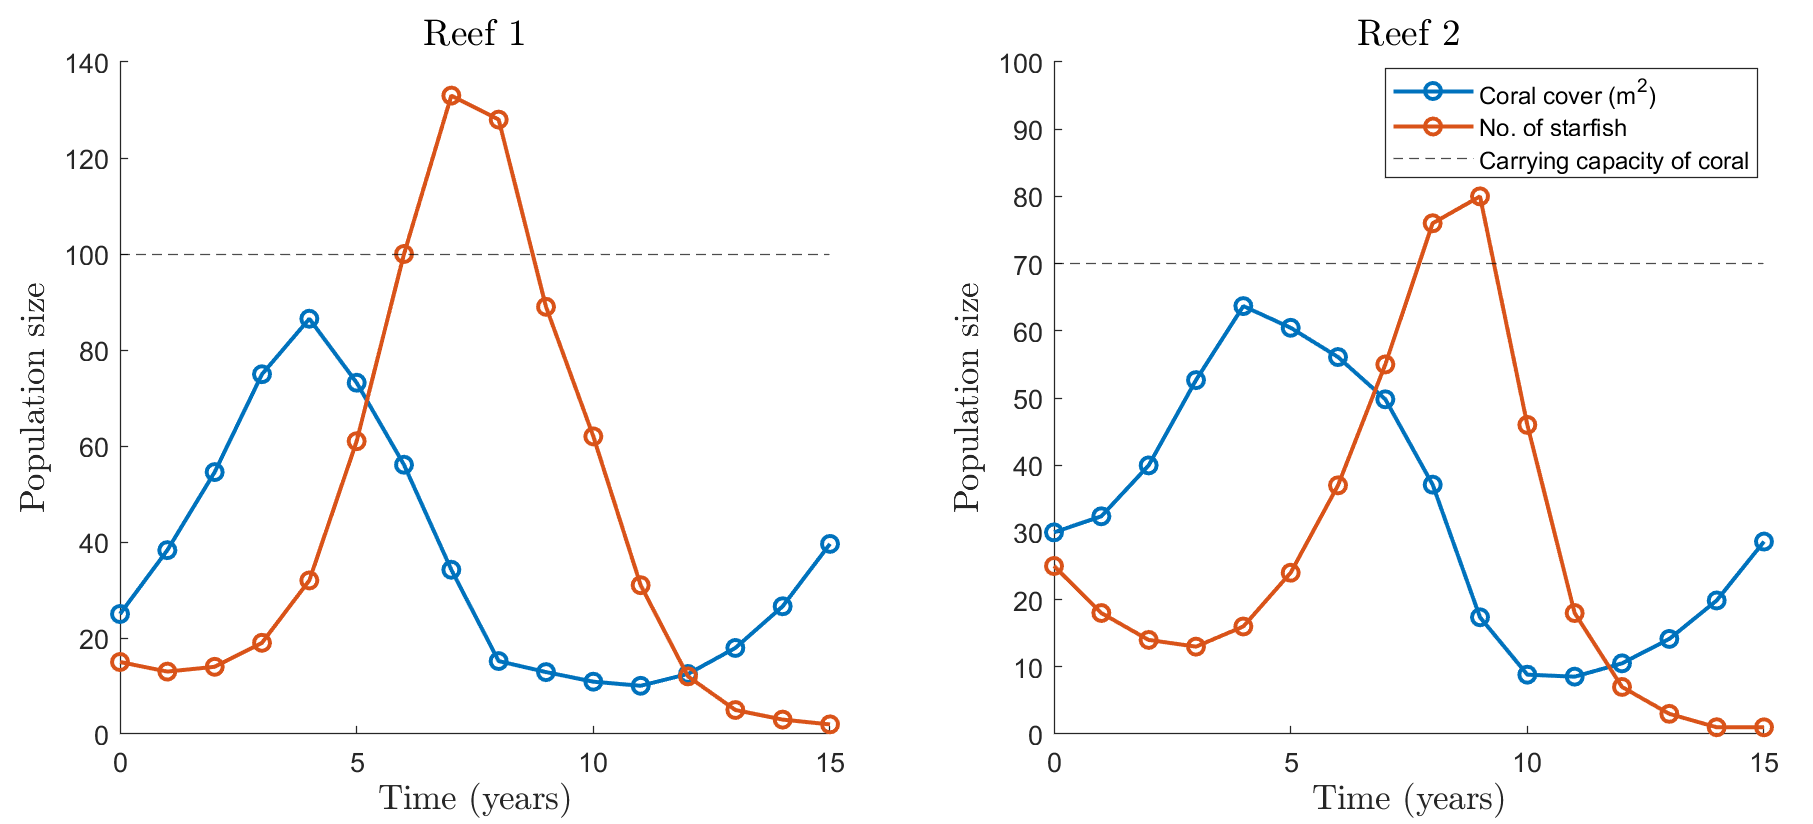 Reef 1
140
120
100
80
60
40
20
0
0 5 10 15
Population size
Time (years)
Reef 2
100
90
80
70
60
50
40
30
20
10
0
0 5 10 15
Population size
Time (years)
Coral cover (m²)
No. of starfish
Carrying capacity of coral